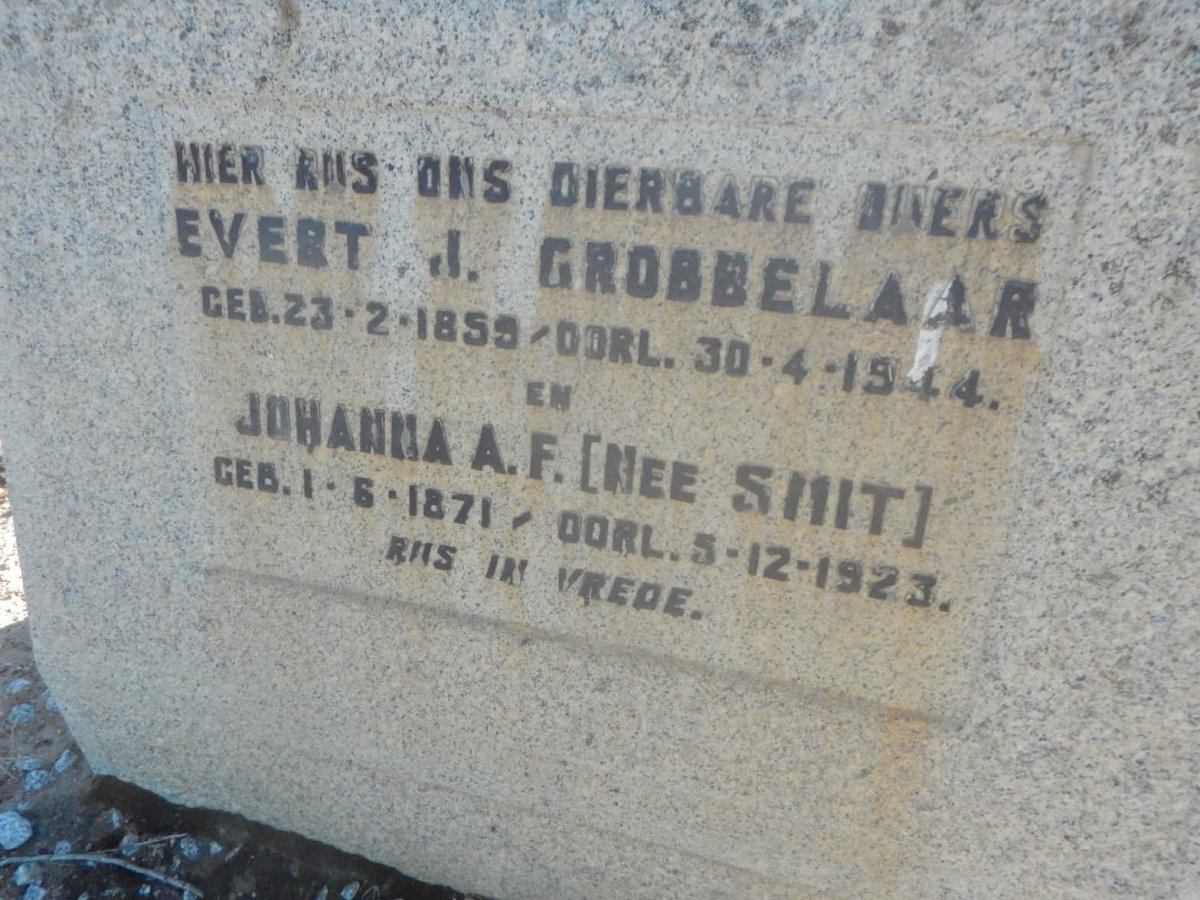 HIER RUS ONS DIERBARE OUERS
EVERT J. GROBBELAAR
GEB. 23-2-1859 / OORL. 30-4-1944.
EN
JOHANNA A.F. [NEE SMIT]
GEB. 1-6-1871 / OORL. 5-12-1923.
RUS IN VREDE.